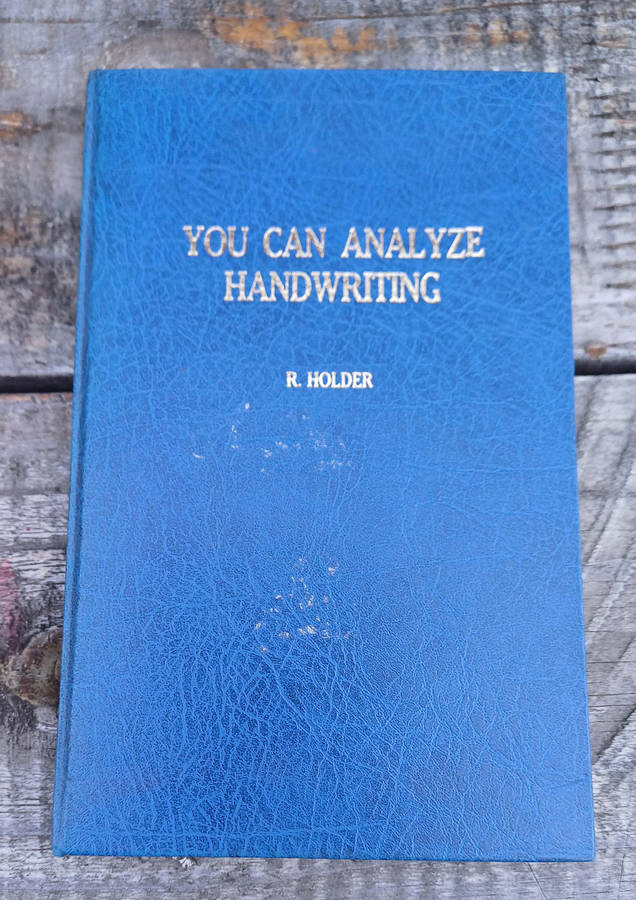 YOU CAN ANALYZE
HANDWRITING
R. HOLDER